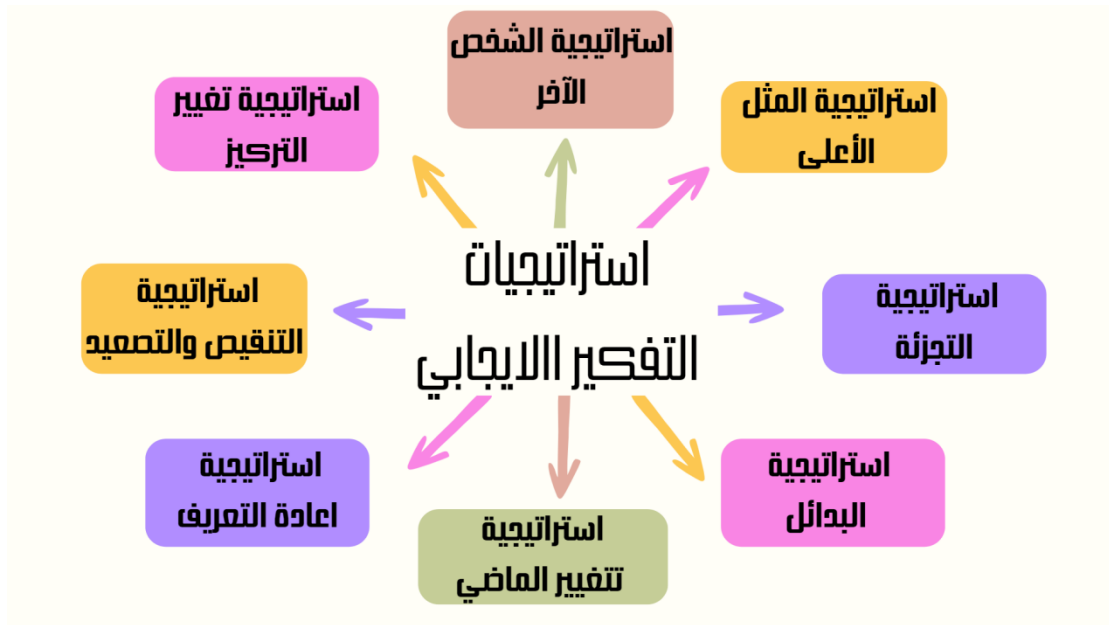 استراتيجية الشخص
الآخر
استراتيجية المثل
الأعلى
استراتيجية تغيير
التركيز
استراتيجيات
التفكير االايجابي
استراتيجية
التجزئة
استراتيجية
التنقيص والتصعيد
استراتيجية
البدائل
استراتيجية
اعادة التعريف
استراتيجية
تتغيير الماضي